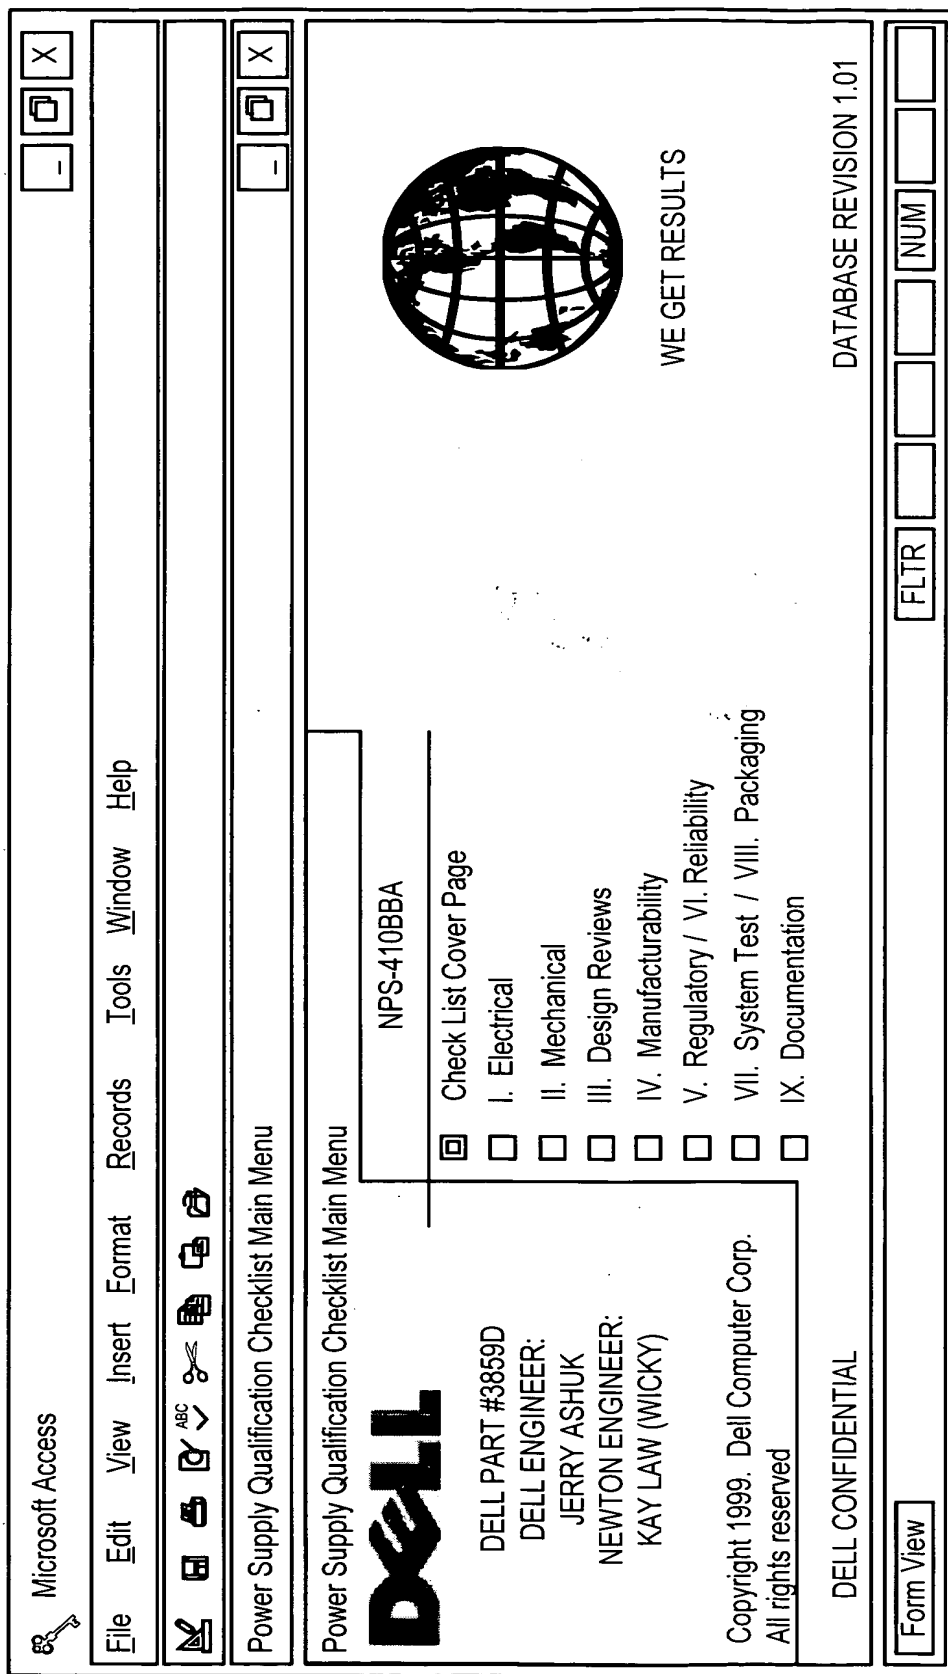 Microsoft Access
_ X
File Edit View Insert Format Records Tools Window Help
ABC
Power Supply Qualification Checklist Main Menu
_ X
Power Supply Qualification Checklist Main Menu
DELL
DELL PART #3859D
DELL ENGINEER:
JERRY ASHUK
NEWTON ENGINEER:
KAY LAW (WICKY)
Copyright 1999. Dell Computer Corp.
All rights reserved
DELL CONFIDENTIAL
NPS-410BBA
Check List Cover Page
I. Electrical
II. Mechanical
III. Design Reviews
IV. Manufacturability
V. Regulatory / VI. Reliability
VII. System Test / VIII. Packaging
IX. Documentation
WE GET RESULTS
DATABASE REVISION 1.01
Form View
FLTR
NUM